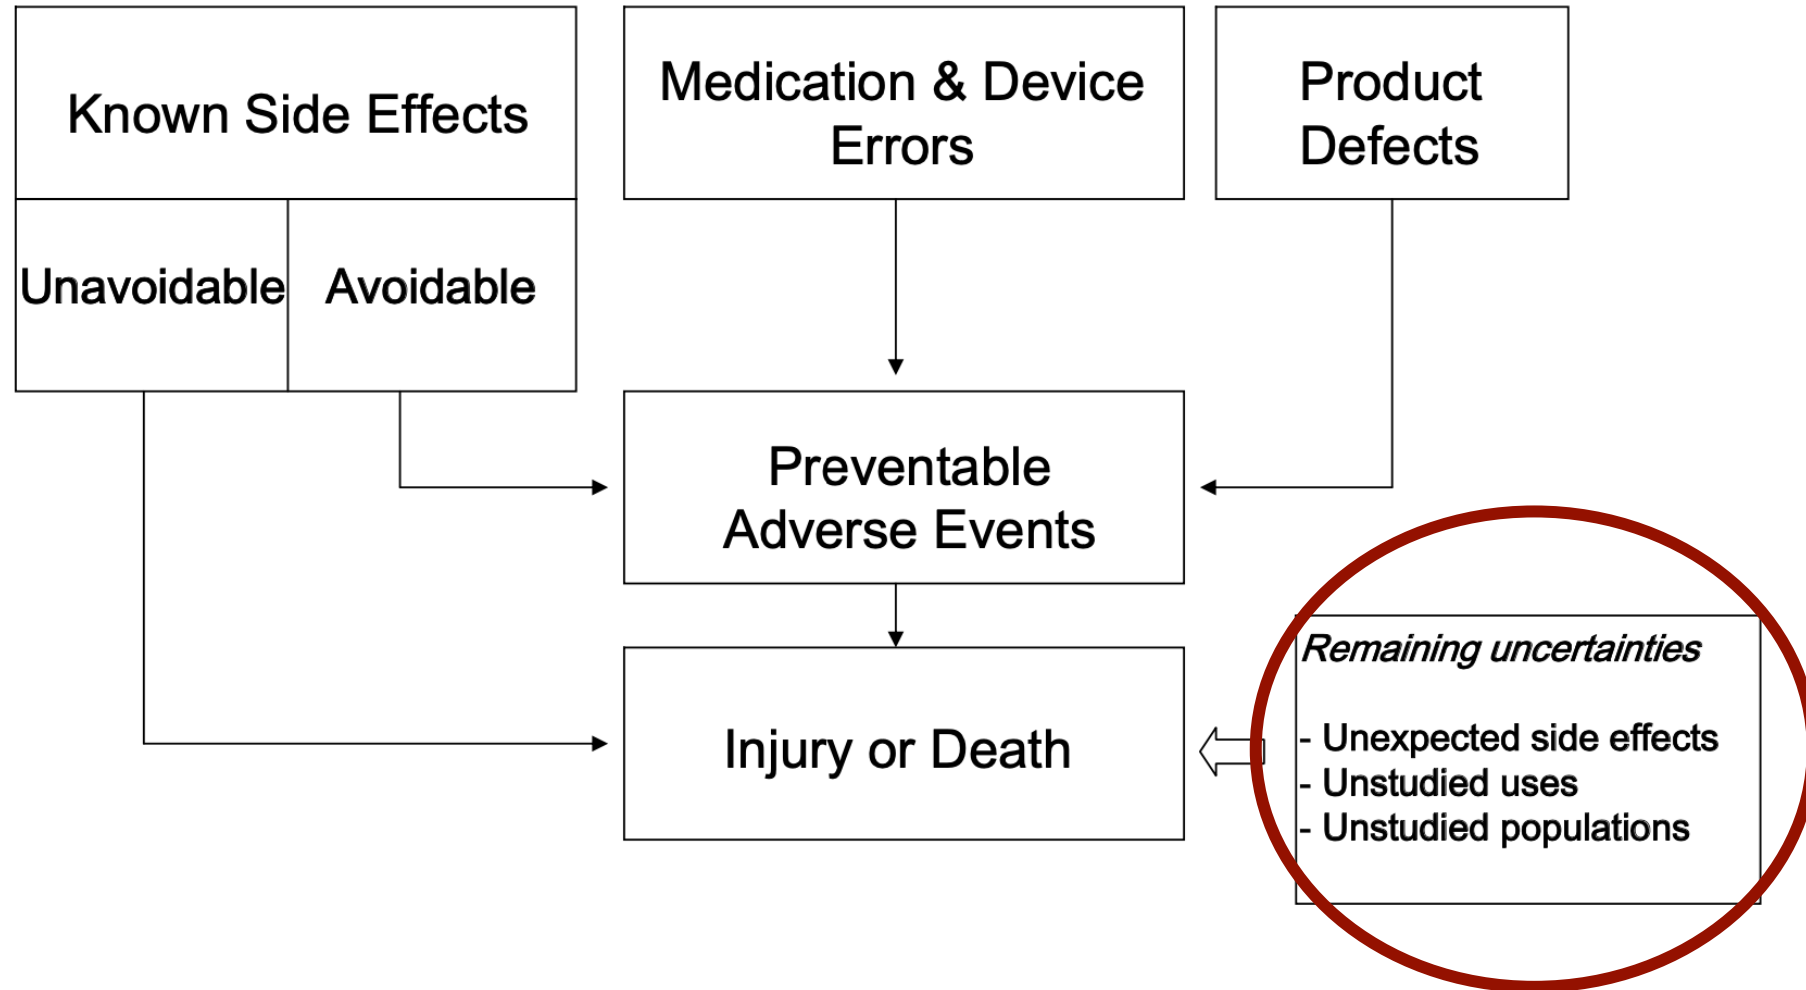 Known Side Effects
Unavoidable
Avoidable
Medication & Device
Errors
Product
Defects
Preventable
Adverse Events
Injury or Death
Remaining uncertainties
- Unexpected side effects
- Unstudied uses
- Unstudied populations